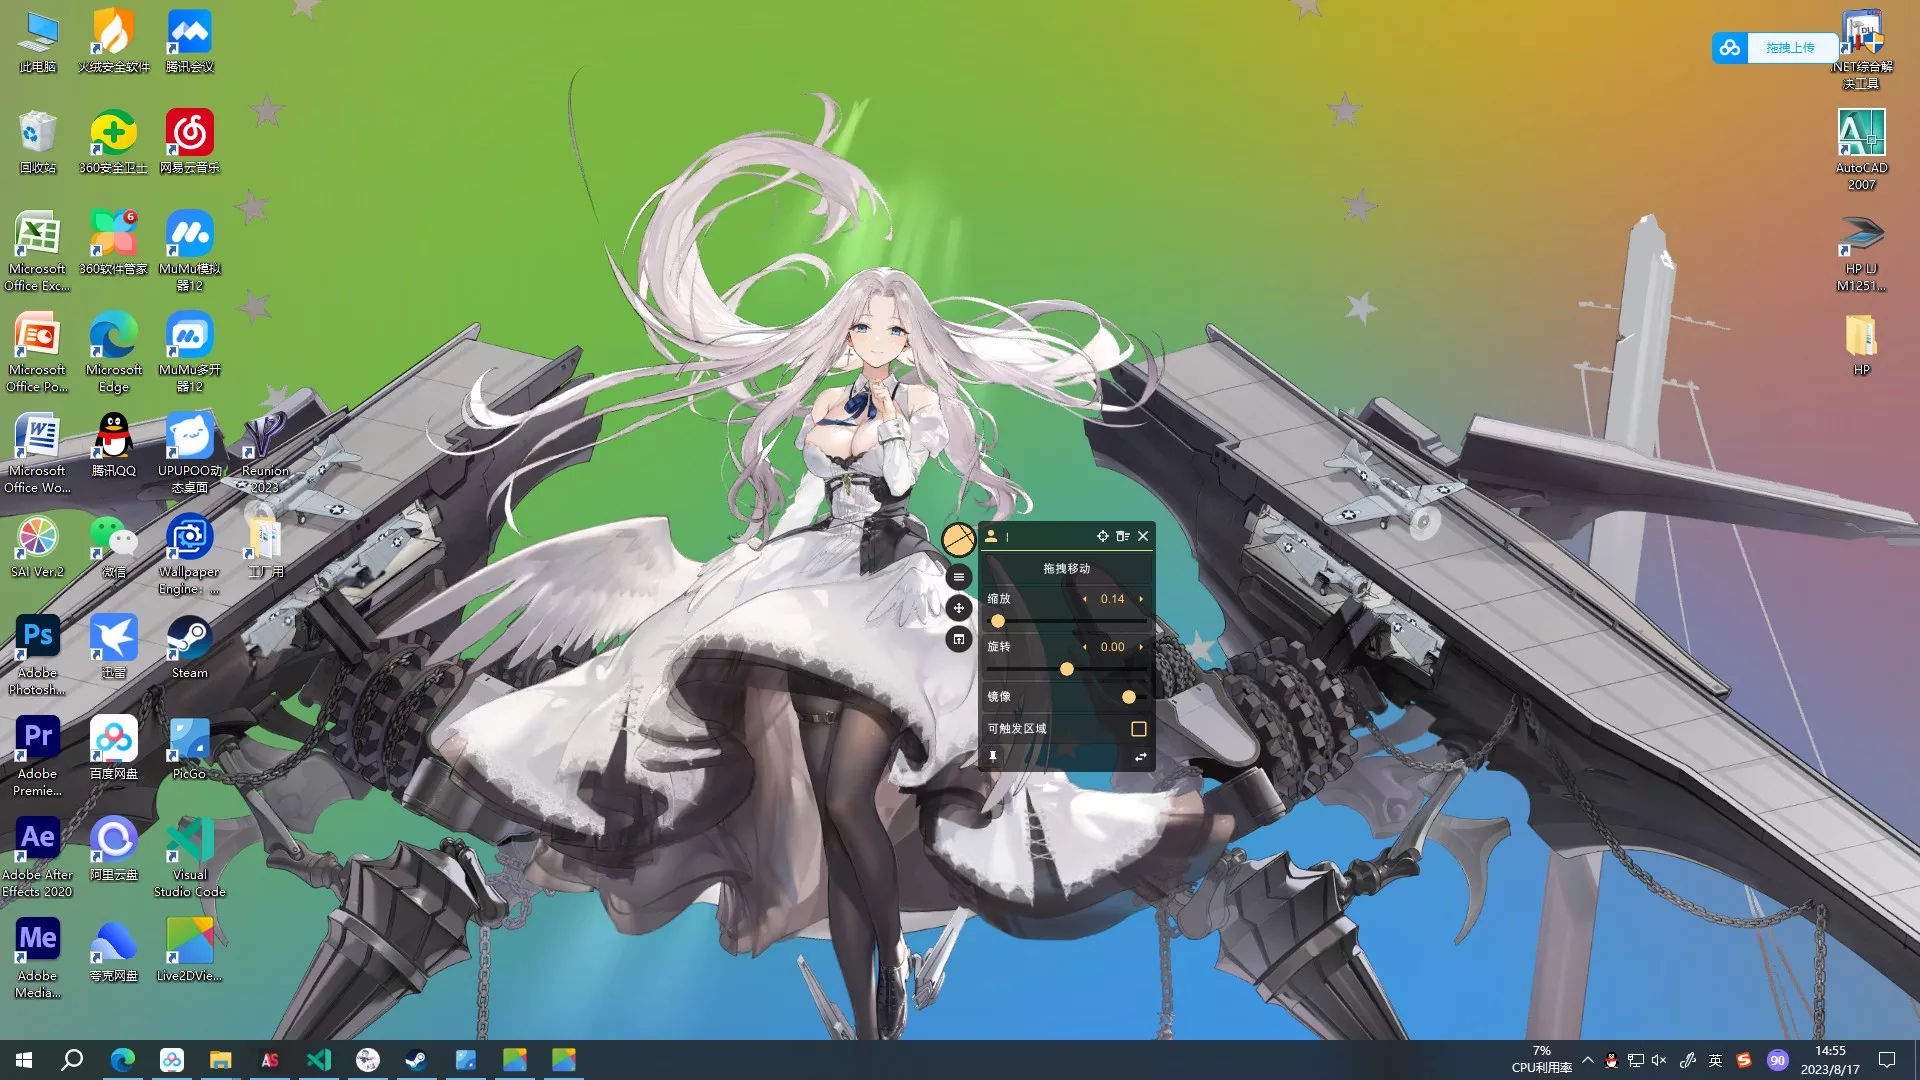 此电脑
火绒安全软件
腾讯会议
回收站
360安全卫士
网易云音乐
6
Microsoft
Office Exc...
360软件管家
MuMu模拟
器12
Microsoft
Office Po...
Microsoft
Edge
MuMu多开
器12
W
Microsoft
Office Wo...
腾讯QQ
UPUPOO动
态桌面
Reunion
2023
SAI Ver.2
微信
Wallpaper
Engine: ...
工厂用
Ps
Adobe
Photosh...
迅雷
Steam
Pr
Adobe
Premie...
百度网盘
PicGo
Ae
Adobe After
Effects 2020
阿里云盘
Visual
Studio Code
Me
Adobe
Media...
夸克网盘
Live2DVie...
拖拽上传
.NET综合解
决工具
AutoCAD
2007
HP LJ
M1251...
HP
拖拽移动
缩放
0.14
旋转
0.00
镜像
可触发区域
AS
7%
CPU利用率
英
90
14:55
2023/8/17